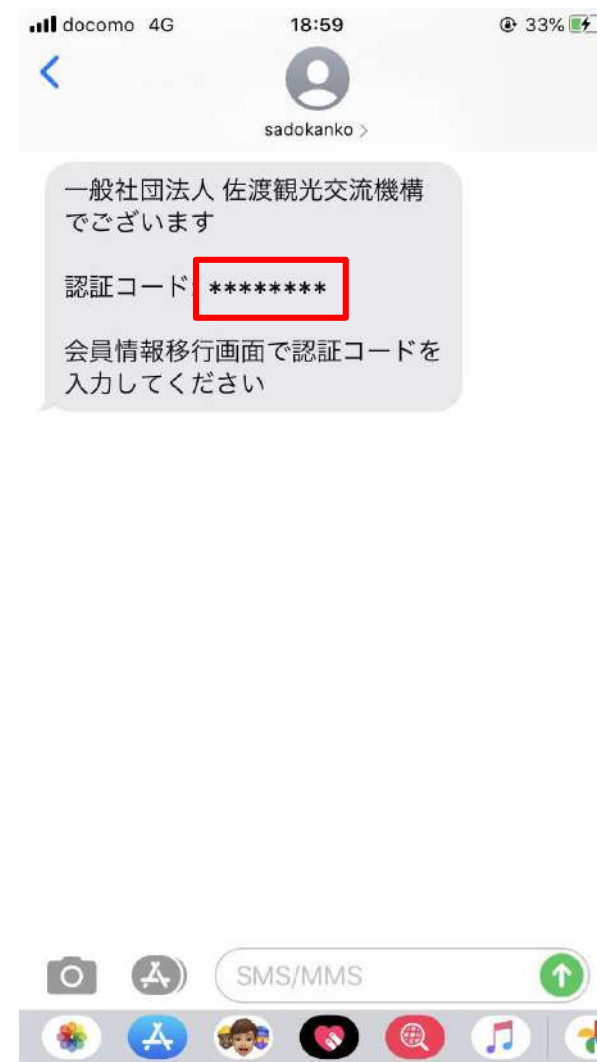 docomo 4G 18:59 33%
sadokanko >
一般社団法人 佐渡観光交流機構
でございます
認証コード: ********
会員情報移行画面で認証コードを
入力してください
SMS/MMS